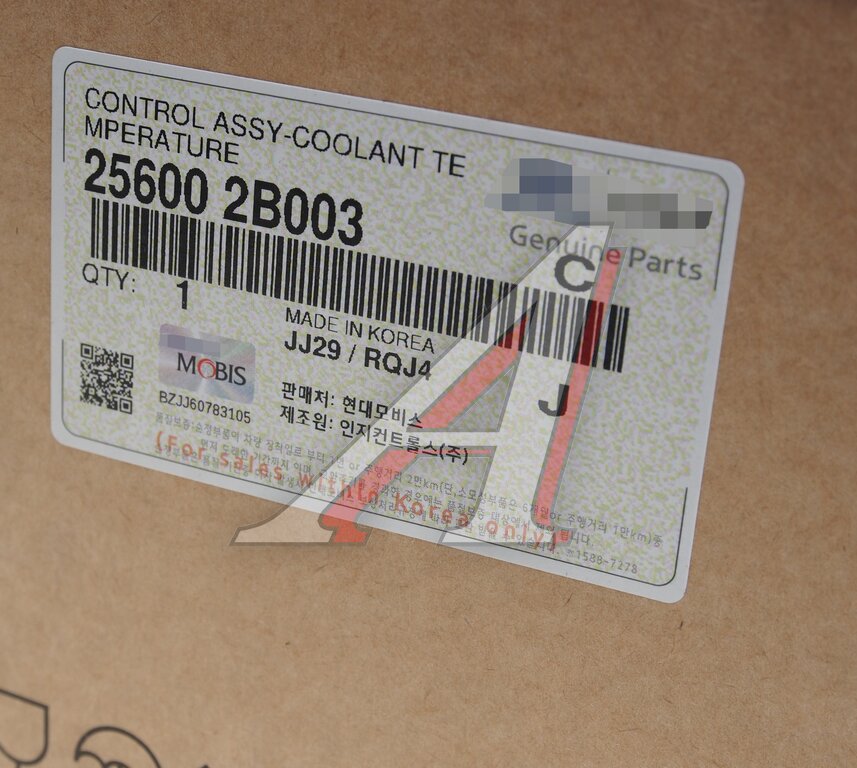 CONTROL ASSY-COOLANT TE
MPERATURE
25600 2B003
Genuine Parts
C
QTY: 1
MADE IN KOREA
JJ29 / RQJ4
J
MOBIS
BZJJ60783105
판매처: 현대모비스
제조원: 인지컨트롤스(주)
(For sales within Korea only)
☏1588-7278